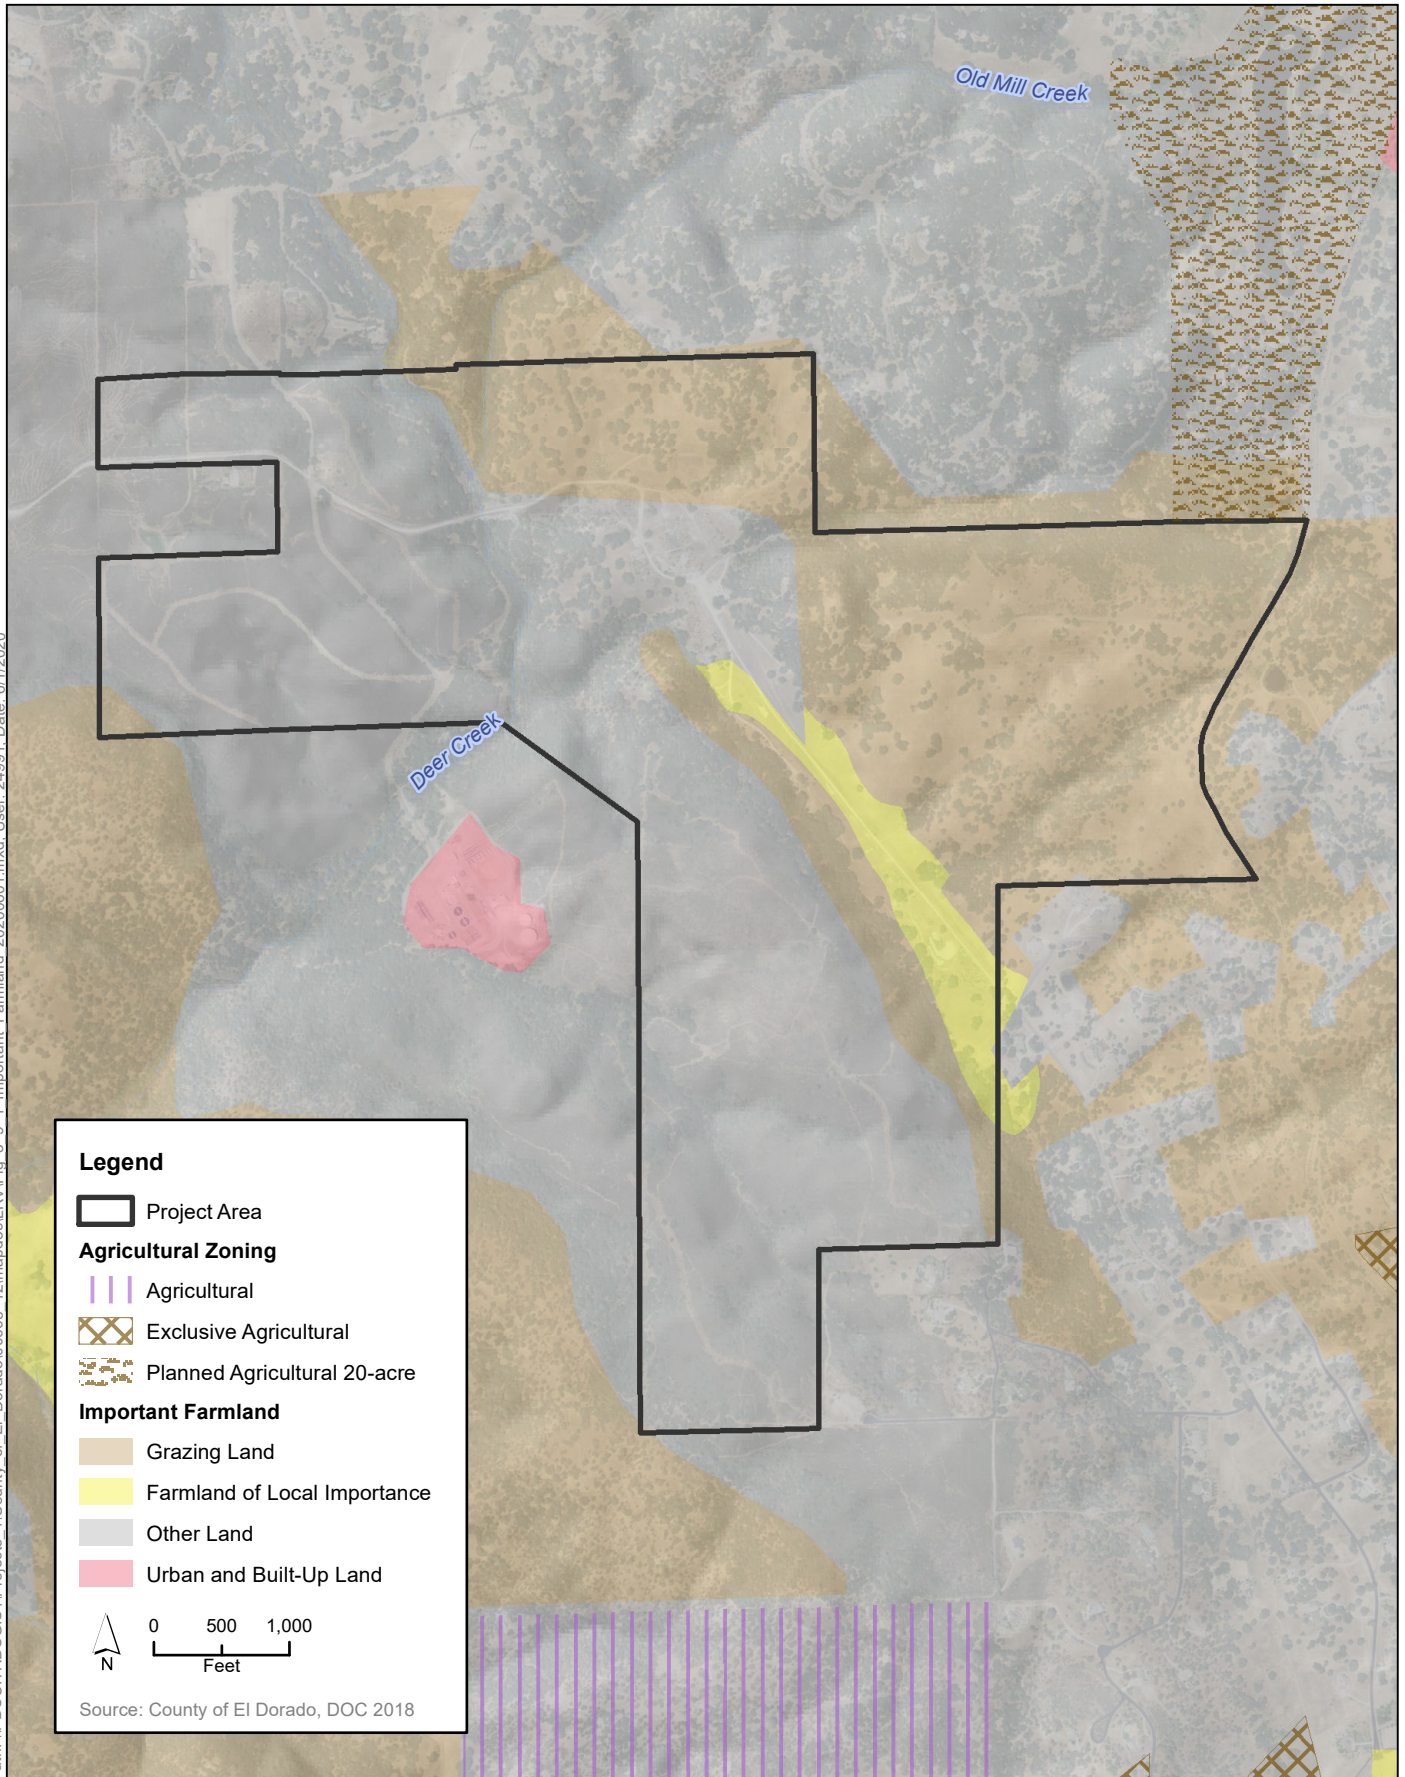 Old Mill Creek
Deer Creek
Legend
Project Area
Agricultural Zoning
Agricultural
Exclusive Agricultural
Planned Agricultural 20-acre
Important Farmland
Grazing Land
Farmland of Local Importance
Other Land
Urban and Built-Up Land
0 500 1,000
N
Feet
Source: County of El Dorado, DOC 2018